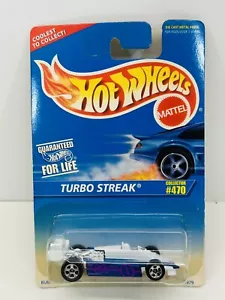 COOLEST
TO COLLECT!
Hot Wheels
MATTEL
GUARANTEED
FOR LIFE
TURBO STREAK®
COLLECTOR
#470